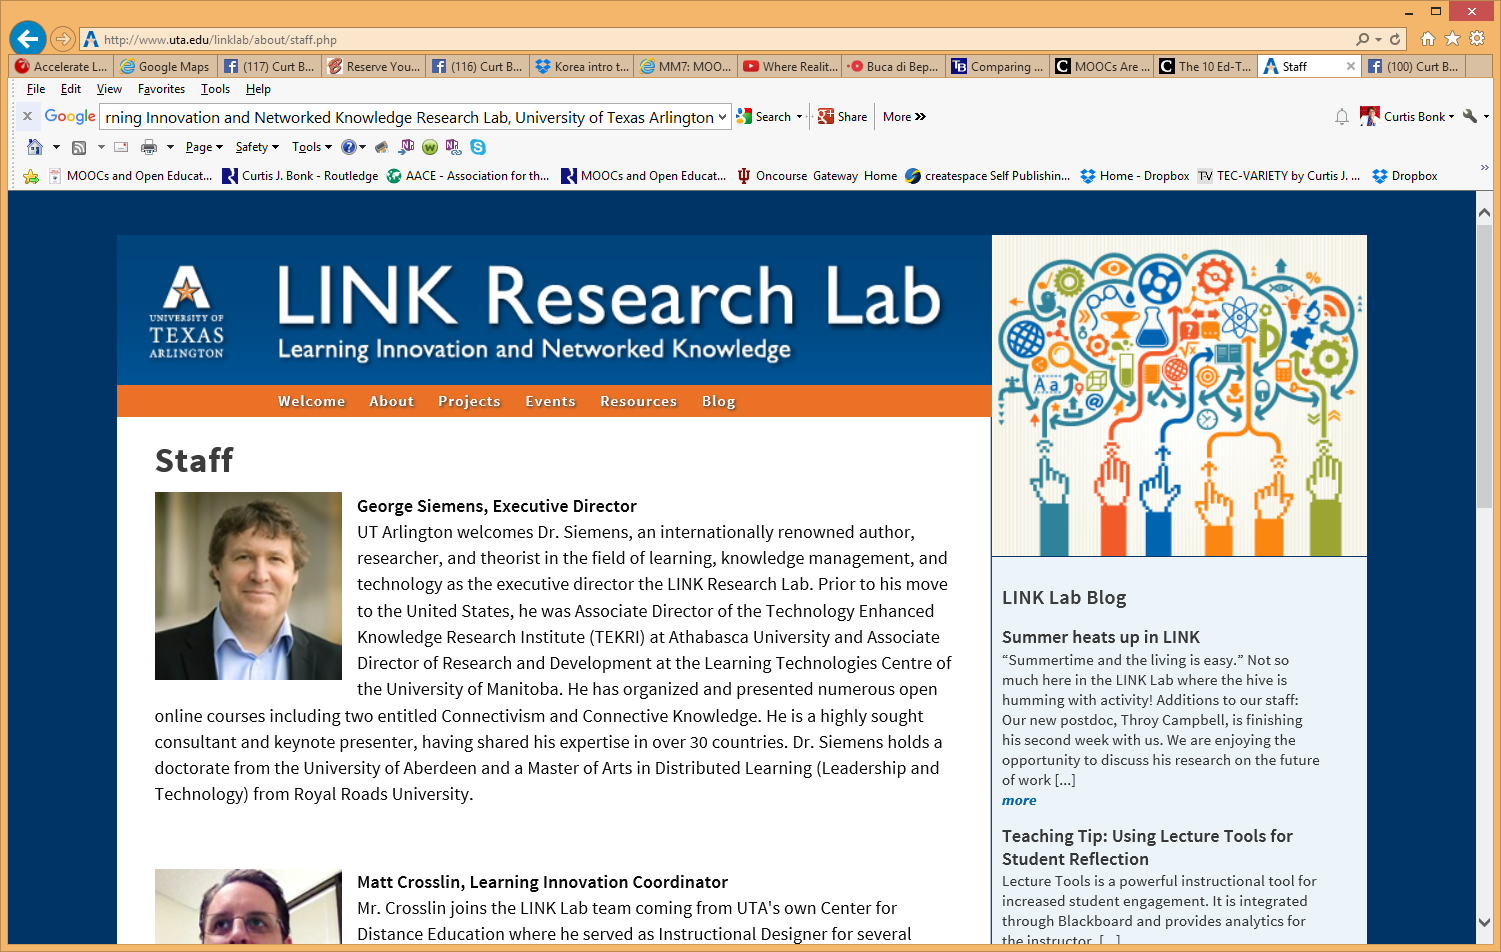 http://www.uta.edu/linklab/about/staff.php
Accelerate L...
Google Maps
(117) Curt B...
Reserve You...
(116) Curt B...
Korea intro t...
MM7: MOO...
Where Realit...
Buca di Bep...
Comparing ...
MOOCs Are ...
The 10 Ed-T...
Staff
(100) Curt B...
File Edit View Favorites Tools Help
x Google rning Innovation and Networked Knowledge Research Lab, University of Texas Arlington Search Share More Curtis Bonk
Page Safety Tools
MOOCs and Open Educat... Curtis J. Bonk - Routledge AACE - Association for th... MOOCs and Open Educat... Oncourse Gateway Home createspace Self Publishin... Home - Dropbox T-V TEC-VARIETY by Curtis J. ... Dropbox
UNIVERSITY OF
TEXAS
ARLINGTON
LINK Research Lab
Learning Innovation and Networked Knowledge
Welcome About Projects Events Resources Blog
Staff
George Siemens, Executive Director
UT Arlington welcomes Dr. Siemens, an internationally renowned author,
researcher, and theorist in the field of learning, knowledge management, and
technology as the executive director the LINK Research Lab. Prior to his move
to the United States, he was Associate Director of the Technology Enhanced
Knowledge Research Institute (TEKRI) at Athabasca University and Associate
Director of Research and Development at the Learning Technologies Centre of
the University of Manitoba. He has organized and presented numerous open
online courses including two entitled Connectivism and Connective Knowledge. He is a highly sought
consultant and keynote presenter, having shared his expertise in over 30 countries. Dr. Siemens holds a
doctorate from the University of Aberdeen and a Master of Arts in Distributed Learning (Leadership and
Technology) from Royal Roads University.
Matt Crosslin, Learning Innovation Coordinator
Mr. Crosslin joins the LINK Lab team coming from UTA's own Center for
Distance Education where he served as Instructional Designer for several
Aa
LINK Lab Blog
Summer heats up in LINK
“Summertime and the living is easy.” Not so
much here in the LINK Lab where the hive is
humming with activity! Additions to our staff:
Our new postdoc, Throy Campbell, is finishing
his second week with us. We are enjoying the
opportunity to discuss his research on the future
of work [...]
more
Teaching Tip: Using Lecture Tools for
Student Reflection
Lecture Tools is a powerful instructional tool for
increased student engagement. It is integrated
through Blackboard and provides analytics for
the instructor. [...]